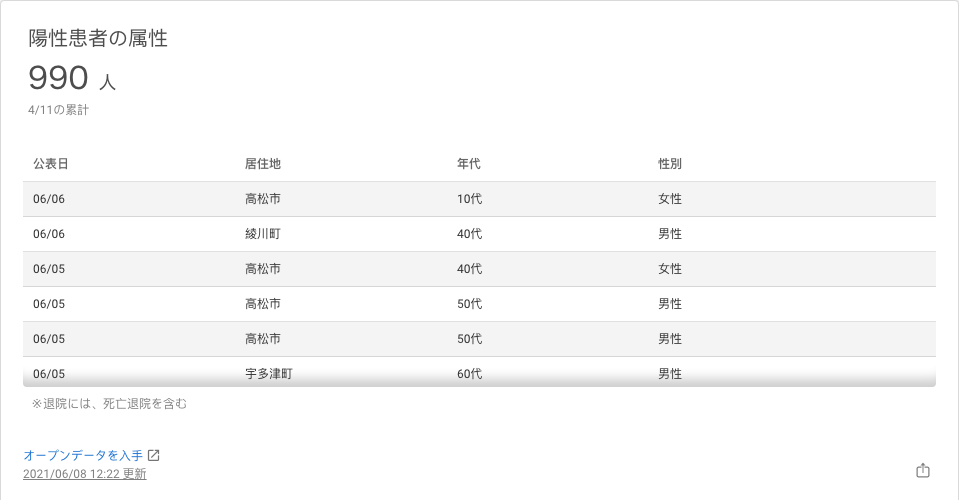 陽性患者の属性
990 人
4/11の累計
公表日 居住地 年代 性別
06/06 高松市 10代 女性
06/06 綾川町 40代 男性
06/05 高松市 40代 女性
06/05 高松市 50代 男性
06/05 高松市 50代 男性
06/05 宇多津町 60代 男性
※退院には、死亡退院を含む
オープンデータを入手
2021/06/08 12:22 更新